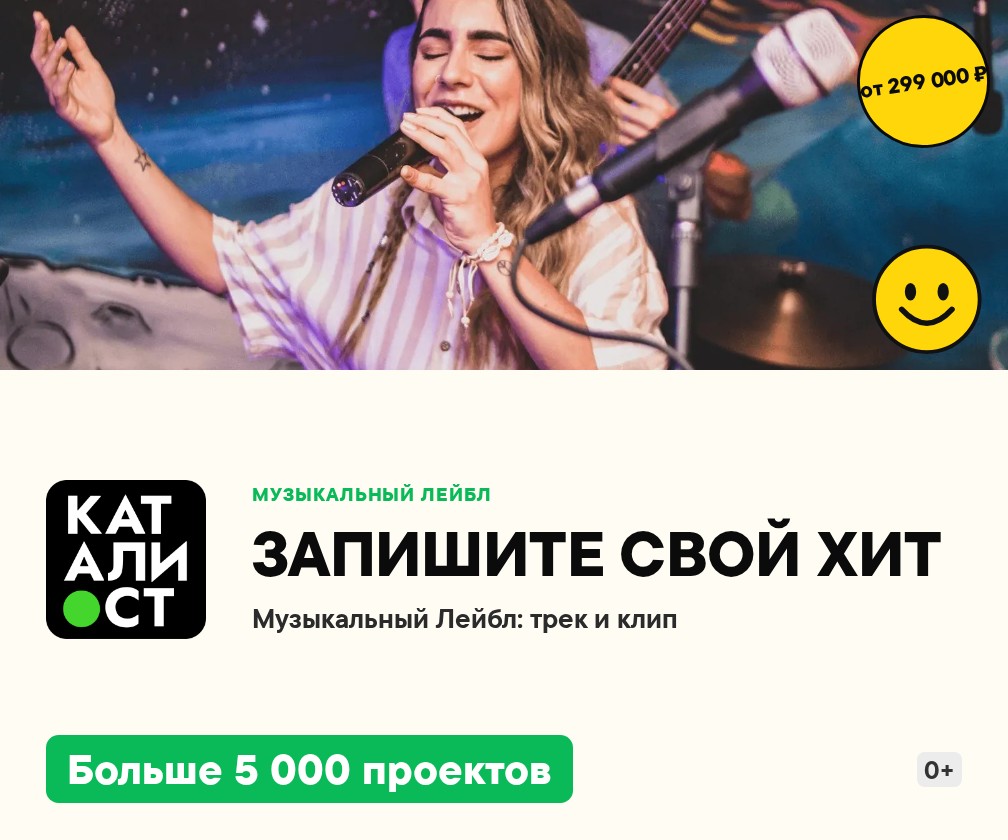 от 299 000 ₽
КАТ
АЛИ
СТ
МУЗЫКАЛЬНЫЙ ЛЕЙБЛ
ЗАПИШИТЕ СВОЙ ХИТ
Музыкальный Лейбл: трек и клип
Больше 5 000 проектов
0+